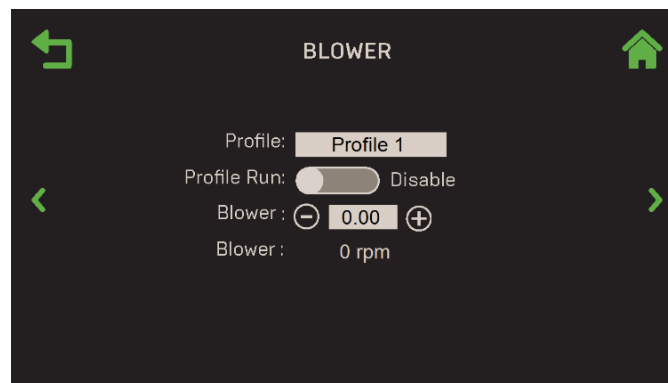 BLOWER
Profile: Profile 1
Profile Run: Disable
Blower : 0.00
Blower : 0 rpm